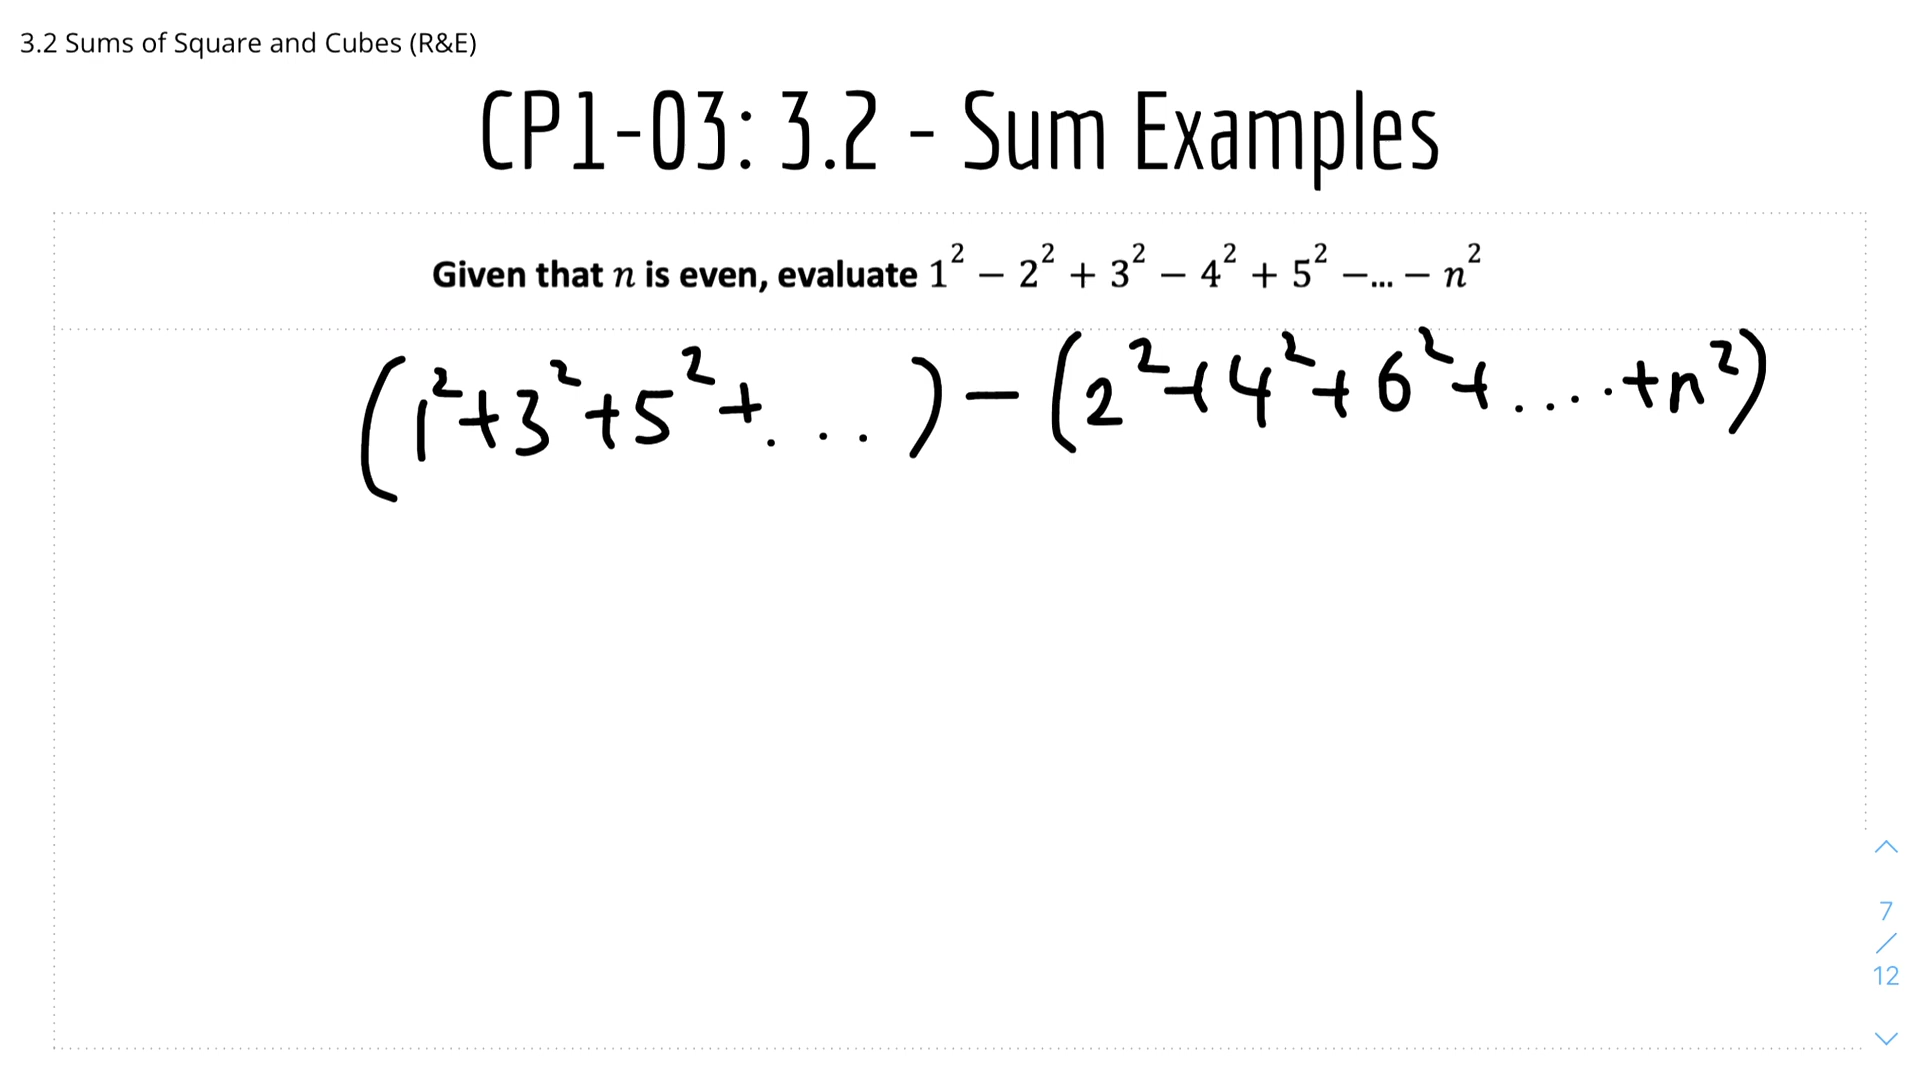 3.2 Sums of Square and Cubes (R&E)
CP1-03: 3.2 - Sum Examples
Given that n is even, evaluate 1² − 2² + 3² − 4² + 5² −... − n²
(1²+3²+5²+...) − (2²+4²+6²+....+n²)
7
/
12